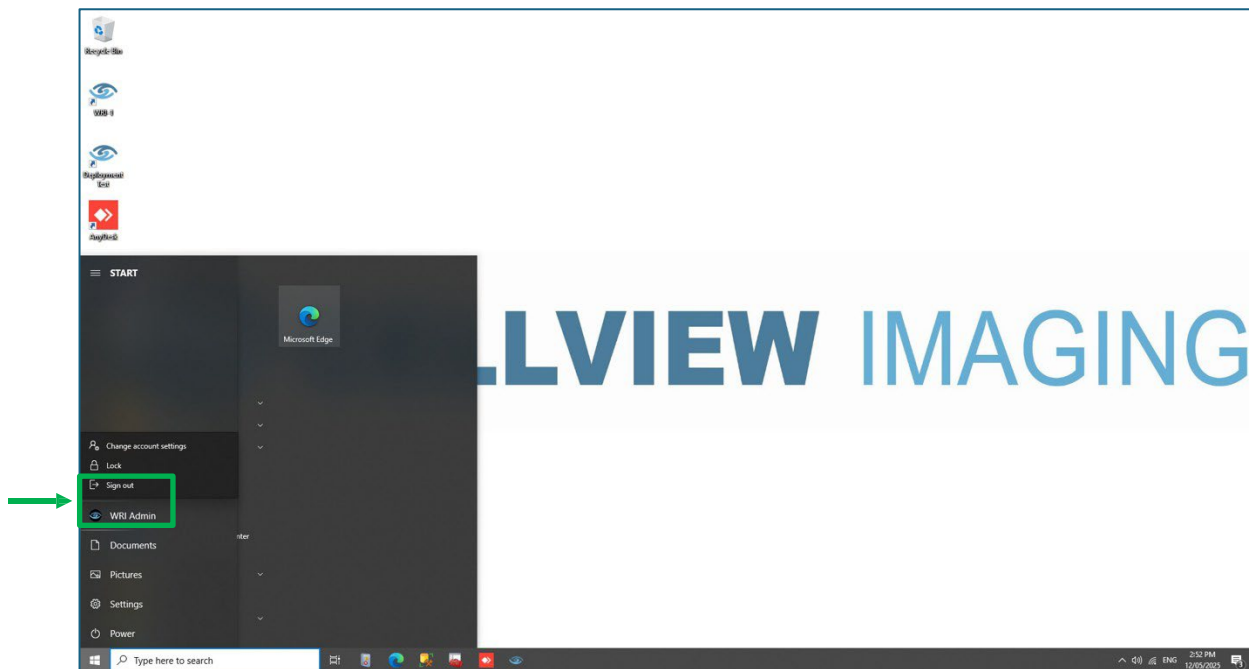 Recycle Bin
WRI-1
Deployment
Test
AnyDesk
START
Microsoft Edge
LLVIEW IMAGING
Change account settings
Lock
Sign out
WRI Admin
Documents
nter
Pictures
Settings
Power
Type here to search
ENG
2:52 PM
12/05/2025